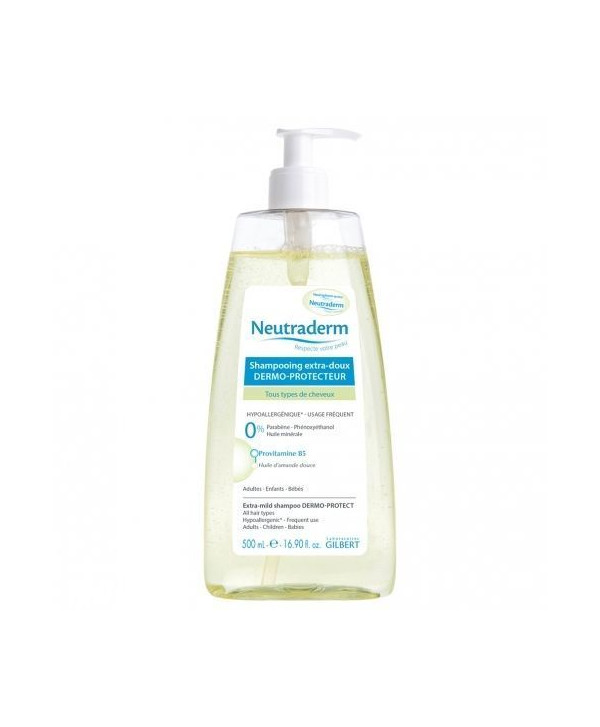 Neutraderm
Neutraderm
Respecte votre peau
Shampooing extra-doux
DERMO-PROTECTEUR
Tous types de cheveux
HYPOALLERGÉNIQUE* - USAGE FRÉQUENT
0% Parabène - Phénoxyéthanol
Huile minérale
Provitamine B5
Huile d'amande douce
Adultes - Enfants - Bébés
Extra-mild shampoo DERMO-PROTECT
All hair types
Hypoallergenic* - Frequent use
Adults - Children - Babies
500 mL - e - 16.90 fl. oz.
LABORATOIRES
GILBERT